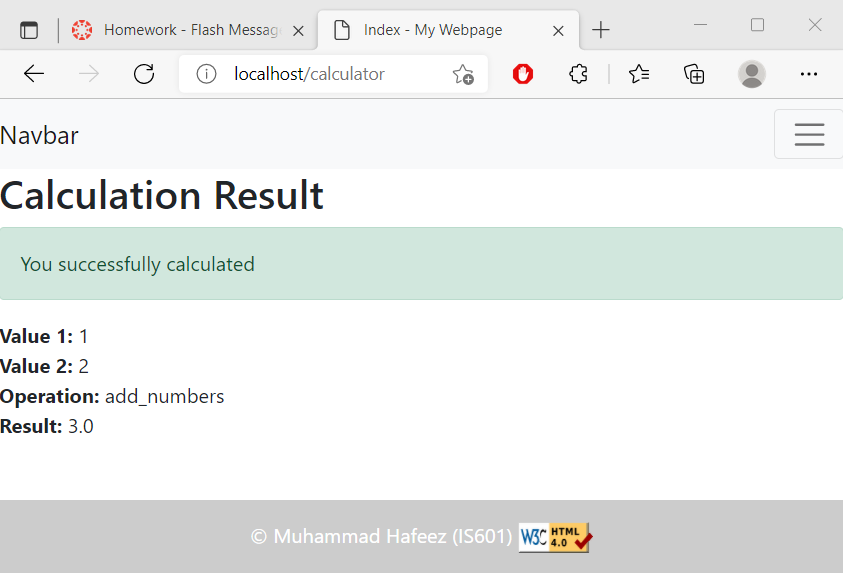 Homework - Flash Messag
Index - My Webpage
localhost/calculator
Navbar
Calculation Result
You successfully calculated
Value 1: 1
Value 2: 2
Operation: add_numbers
Result: 3.0
© Muhammad Hafeez (IS601) W3C HTML 4.0